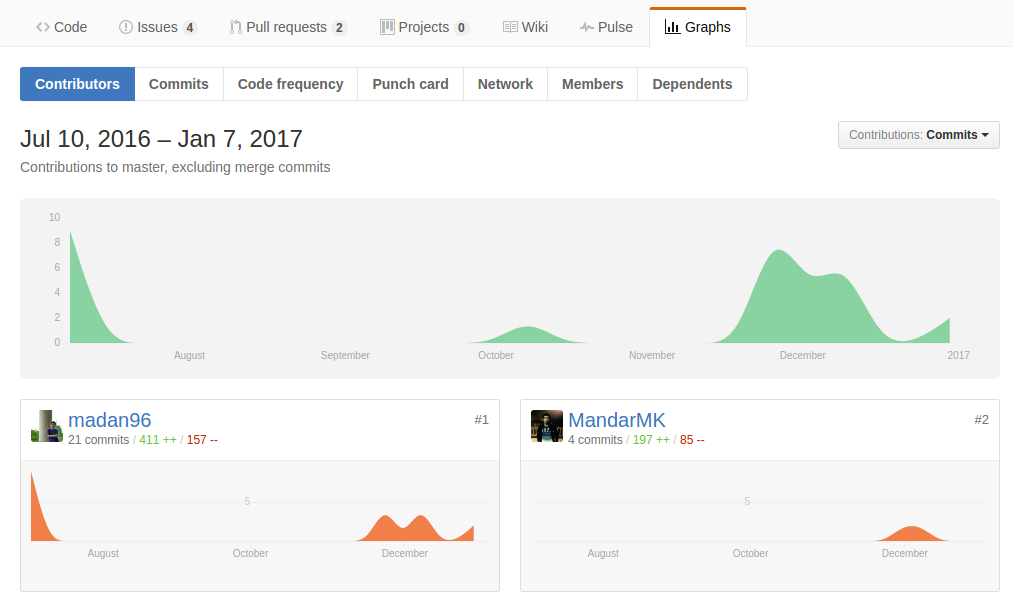 Code Issues 4 Pull requests 2 Projects 0 Wiki Pulse Graphs
Contributors Commits Code frequency Punch card Network Members Dependents
Jul 10, 2016 – Jan 7, 2017
Contributions: Commits
Contributions to master, excluding merge commits
10
8
6
4
2
0
August September October November December 2017
madan96 #1
21 commits / 411 ++ / 157 --
5
August October December
MandarMK #2
4 commits / 197 ++ / 85 --
5
August October December